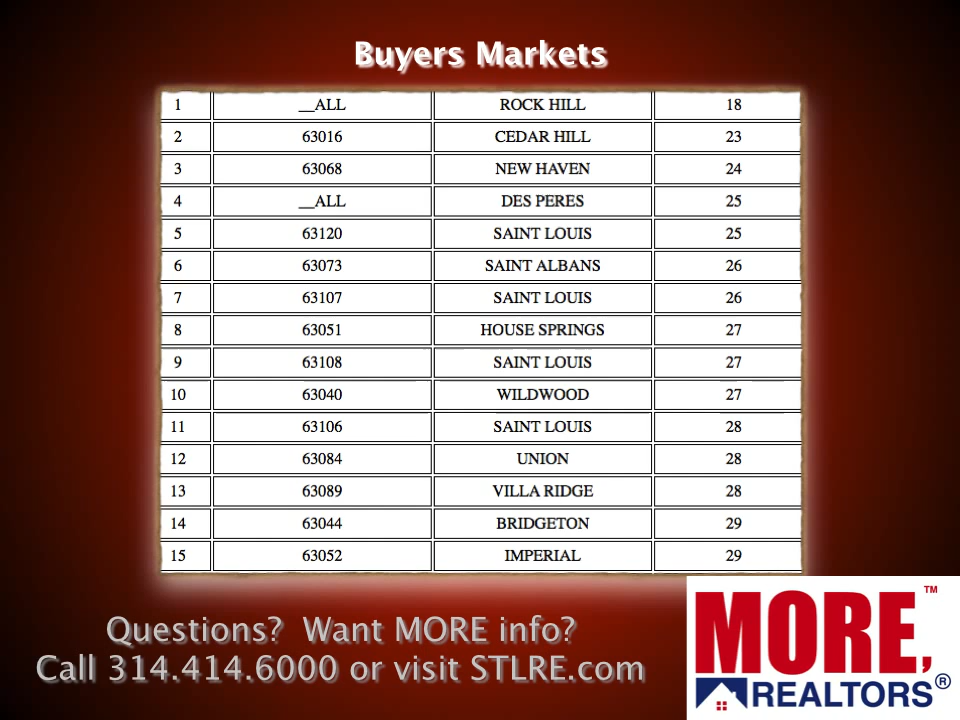 Buyers Markets
1 __ALL ROCK HILL 18
2 63016 CEDAR HILL 23
3 63068 NEW HAVEN 24
4 __ALL DES PERES 25
5 63120 SAINT LOUIS 25
6 63073 SAINT ALBANS 26
7 63107 SAINT LOUIS 26
8 63051 HOUSE SPRINGS 27
9 63108 SAINT LOUIS 27
10 63040 WILDWOOD 27
11 63106 SAINT LOUIS 28
12 63084 UNION 28
13 63089 VILLA RIDGE 28
14 63044 BRIDGETON 29
15 63052 IMPERIAL 29
Questions? Want MORE info?
Call 314.414.6000 or visit STLRE.com
MORE,™
REALTORS®